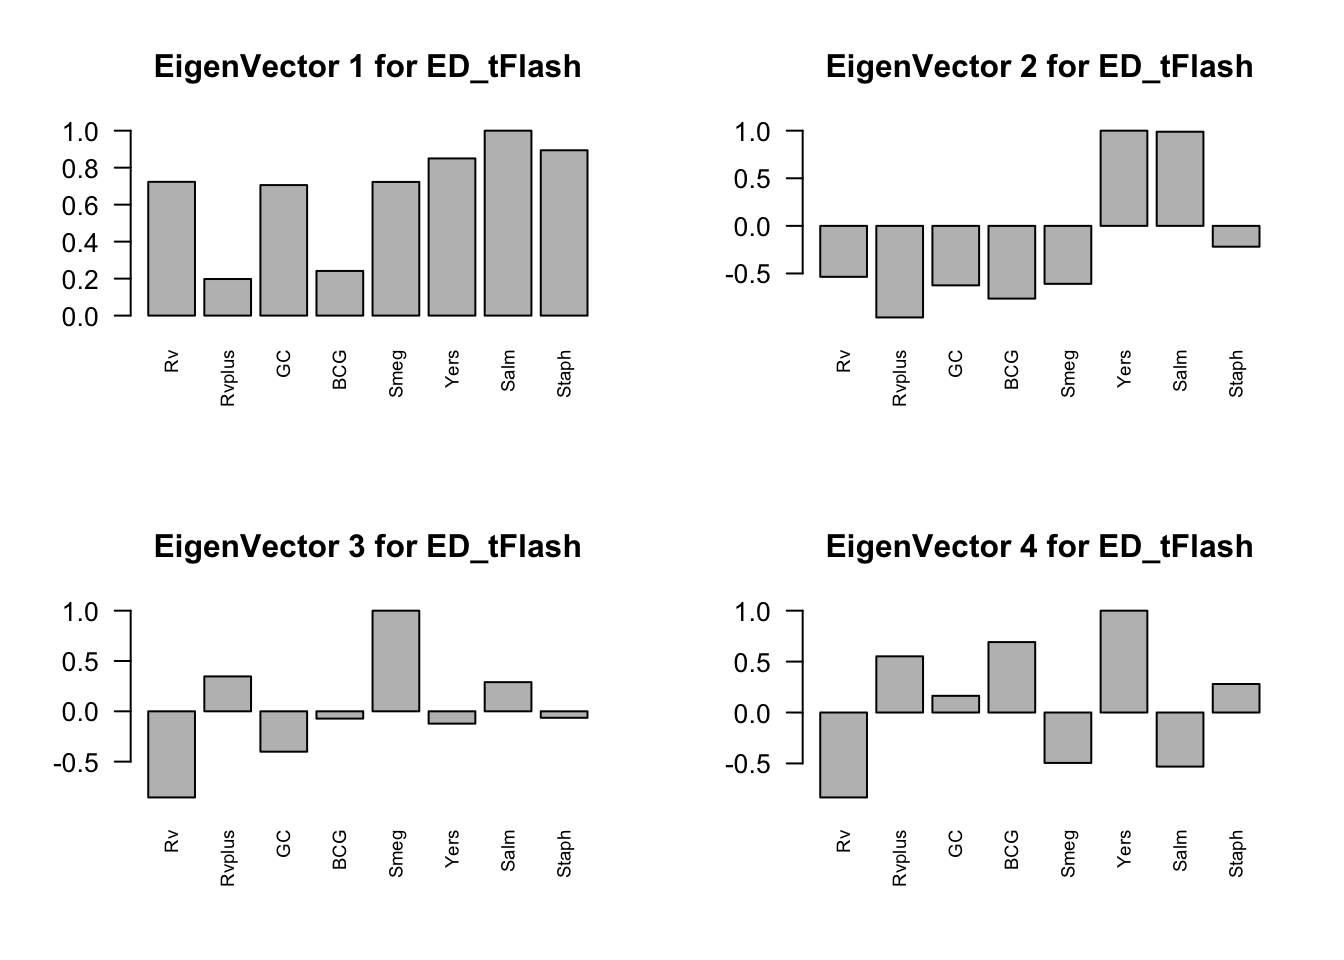 EigenVector 1 for ED_tFlash
1.0
0.8
0.6
0.4
0.2
0.0
Rv
Rvplus
GC
BCG
Smeg
Yers
Salm
Staph
EigenVector 2 for ED_tFlash
1.0
0.5
0.0
-0.5
Rv
Rvplus
GC
BCG
Smeg
Yers
Salm
Staph
EigenVector 3 for ED_tFlash
1.0
0.5
0.0
-0.5
Rv
Rvplus
GC
BCG
Smeg
Yers
Salm
Staph
EigenVector 4 for ED_tFlash
1.0
0.5
0.0
-0.5
Rv
Rvplus
GC
BCG
Smeg
Yers
Salm
Staph